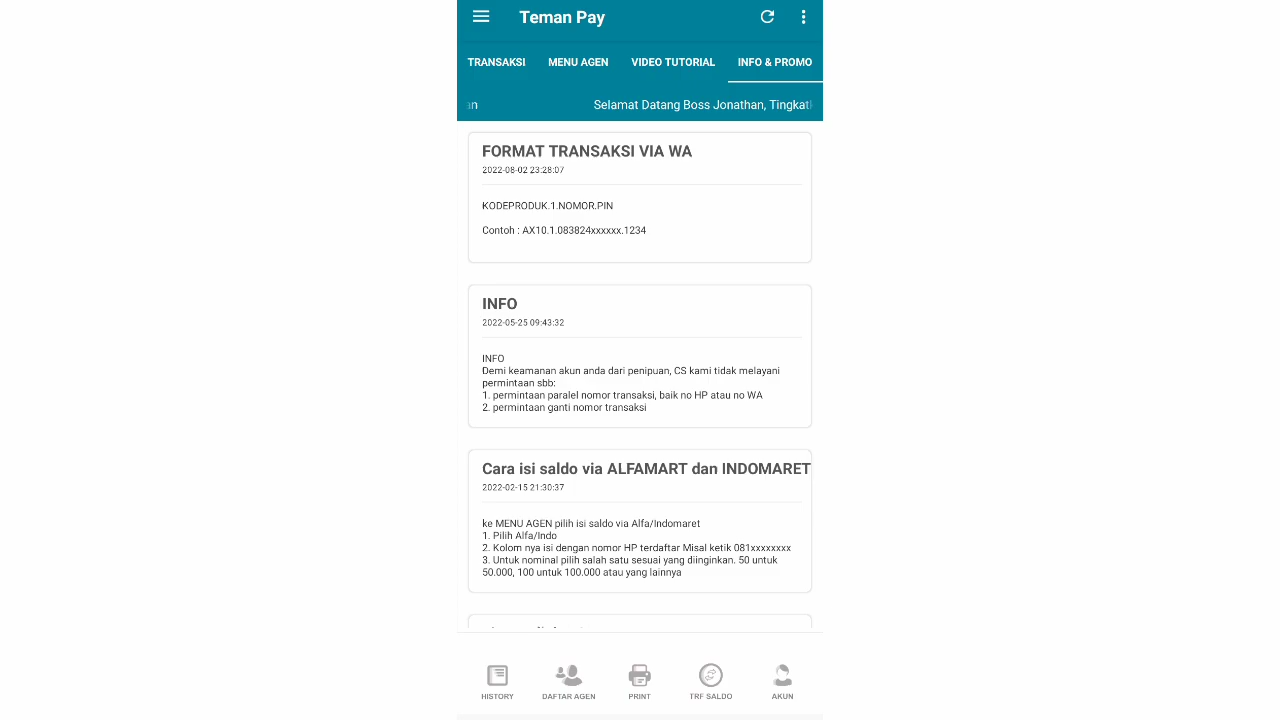 Teman Pay
TRANSAKSI MENU AGEN VIDEO TUTORIAL INFO & PROMO
an Selamat Datang Boss Jonathan, Tingkat
FORMAT TRANSAKSI VIA WA
2022-08-02 23:28:07
KODEPRODUK.1.NOMOR.PIN
Contoh : AX10.1.083824xxxxxx.1234
INFO
2022-05-25 09:43:32
INFO
Demi keamanan akun anda dari penipuan, CS kami tidak melayani
permintaan sbb:
1. permintaan paralel nomor transaksi, baik no HP atau no WA
2. permintaan ganti nomor transaksi
Cara isi saldo via ALFAMART dan INDOMARET
2022-02-15 21:30:37
ke MENU AGEN pilih isi saldo via Alfa/Indomaret
1. Pilih Alfa/Indo
2. Kolom nya isi dengan nomor HP terdaftar Misal ketik 081xxxxxxxx
3. Untuk nominal pilih salah satu sesuai yang diinginkan. 50 untuk
50.000, 100 untuk 100.000 atau yang lainnya
HISTORY DAFTAR AGEN PRINT TRF SALDO AKUN